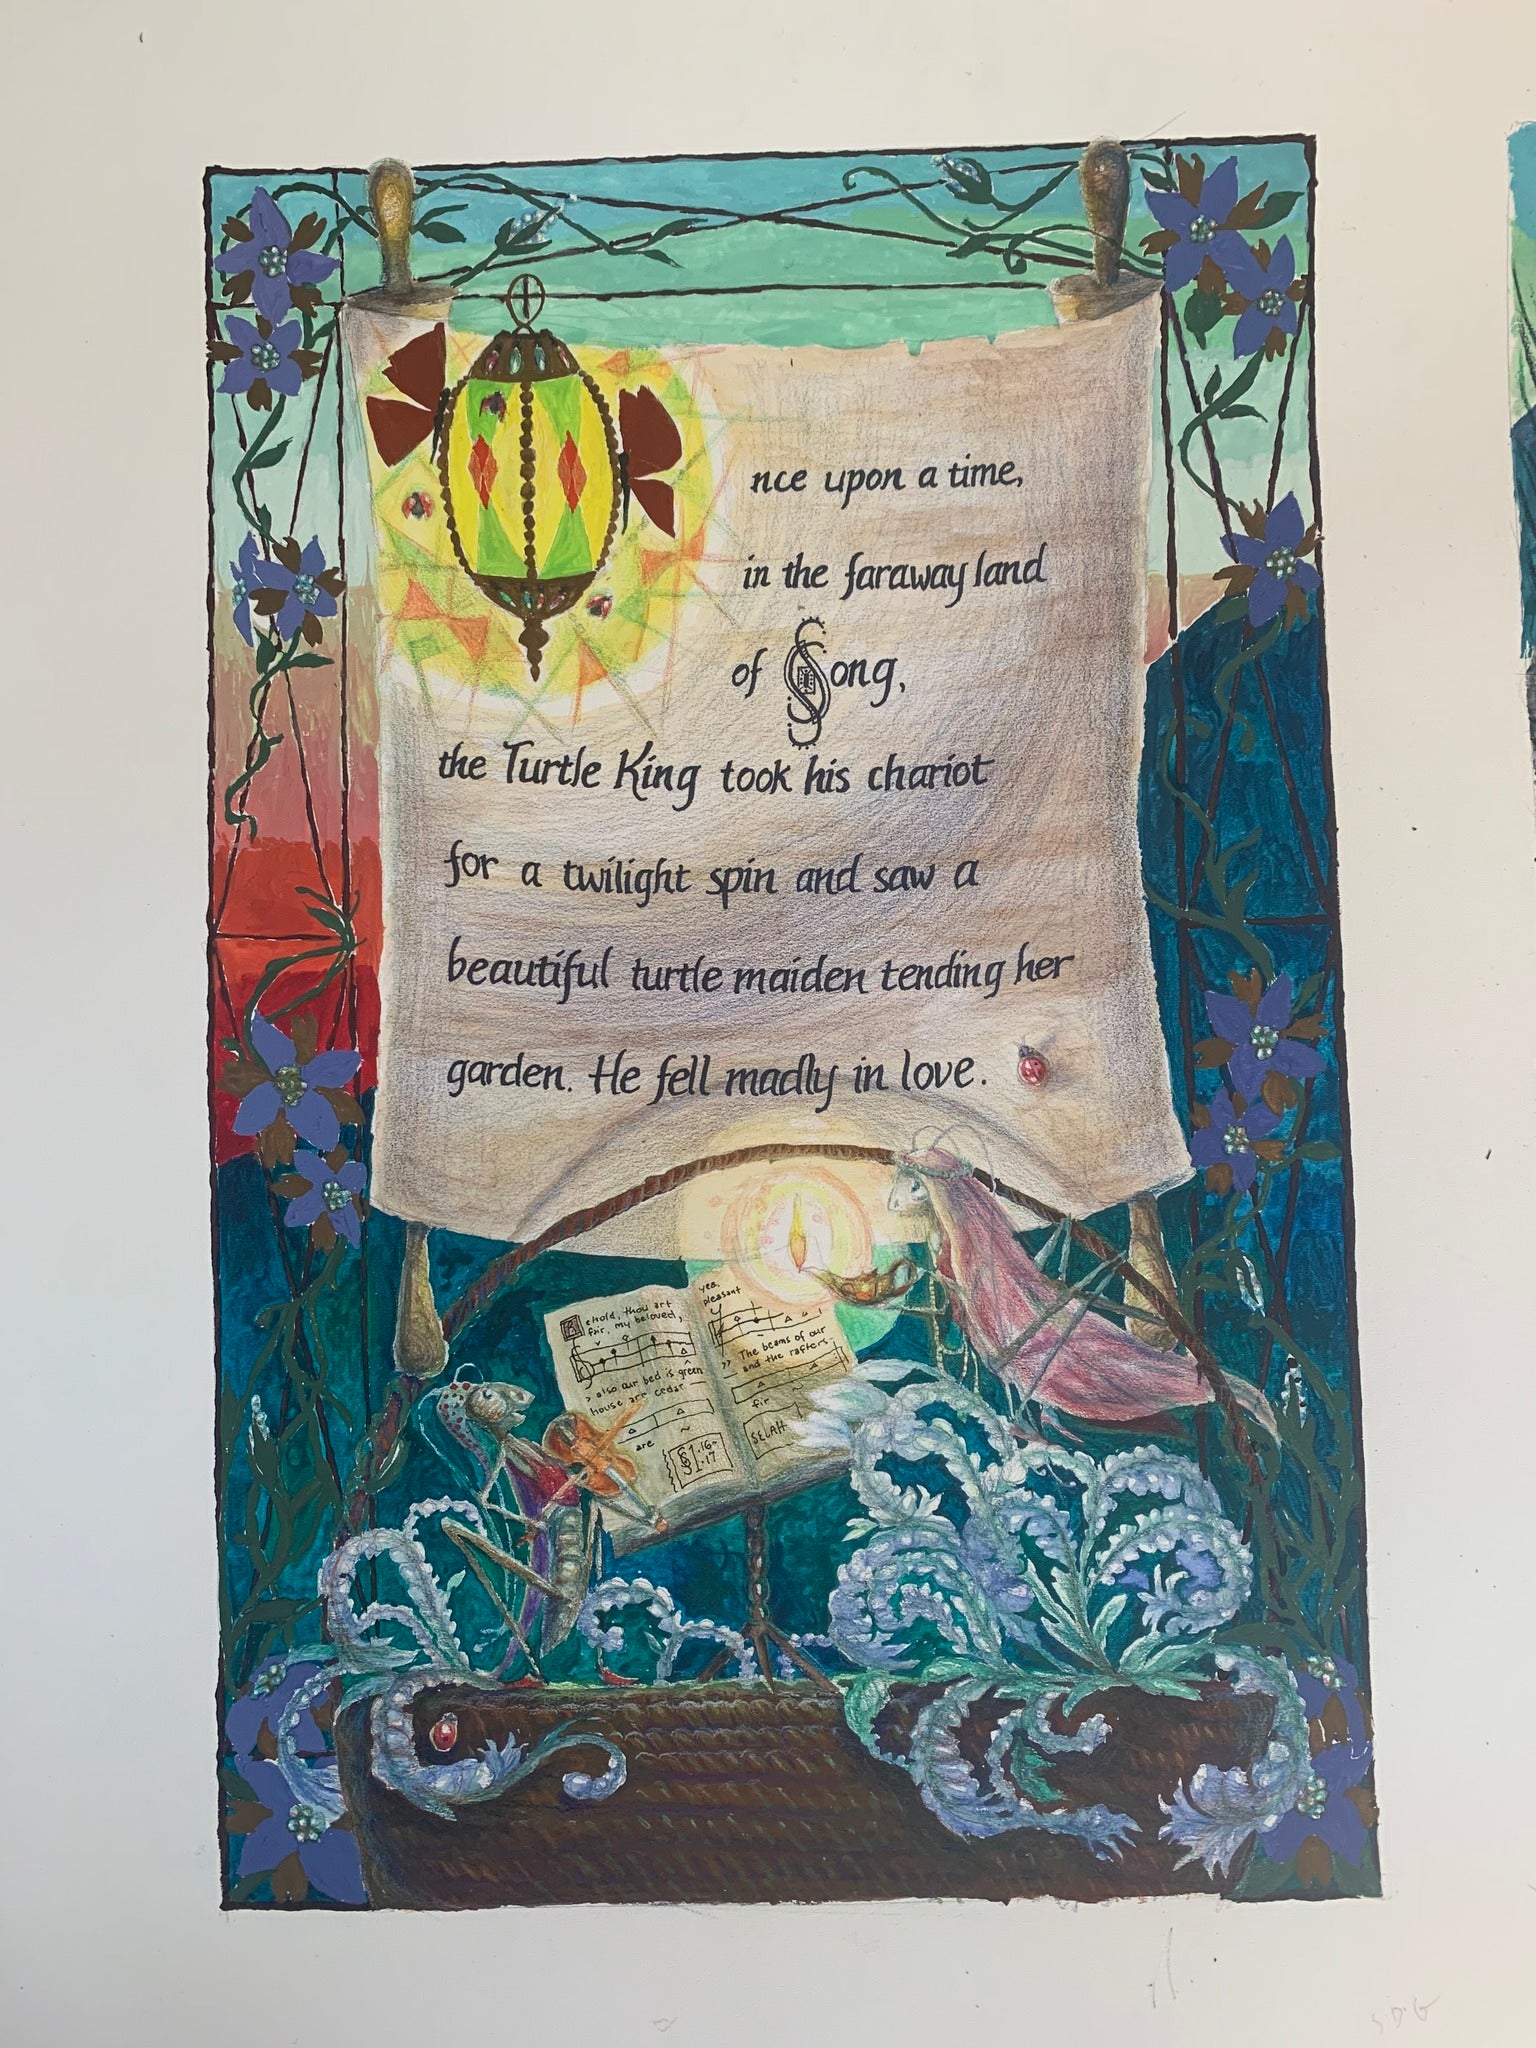 nce upon a time,
in the faraway land
of Song,
the Turtle King took his chariot
for a twilight spin and saw a
beautiful turtle maiden tending her
garden. He fell madly in love.
Behold, thou art
fair, my beloved,
> also our bed is green
house are cedar
are
§1:16-
17
yea,
pleasant
>> The beams of our
and the rafters-
fir
SELAH
S D G